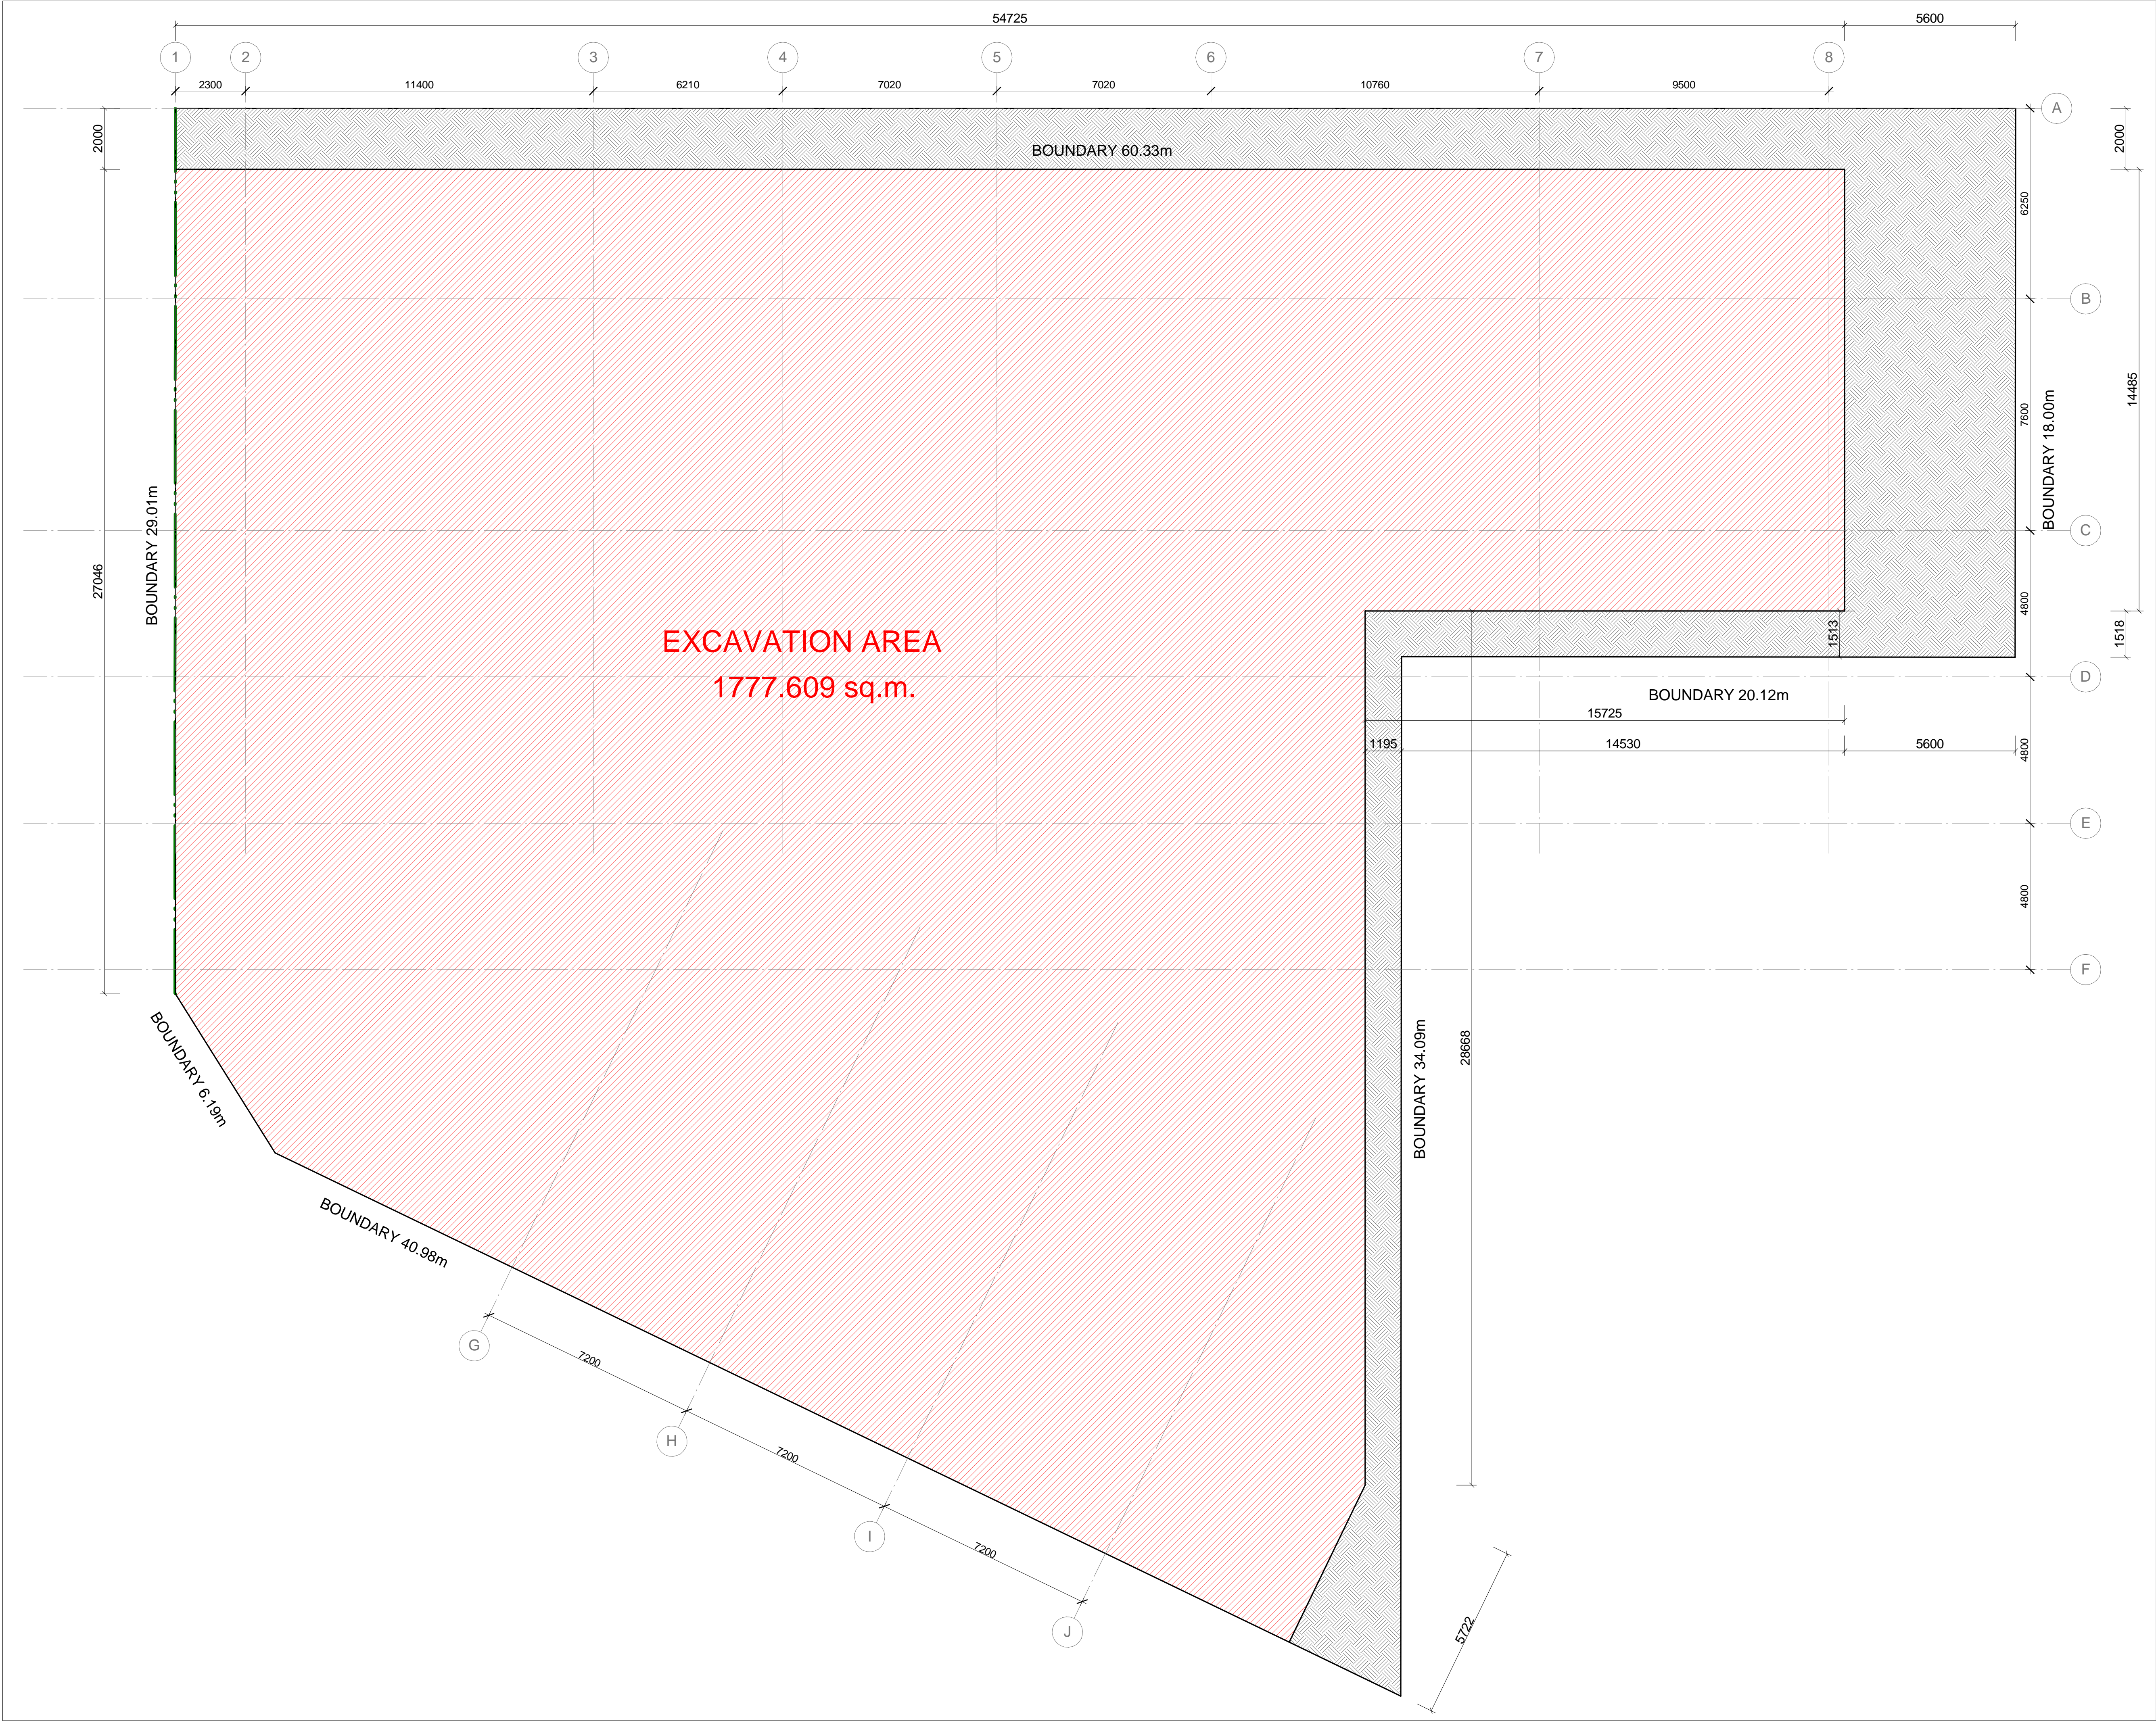 54725
5600
1
2
3
4
5
6
7
8
2300
11400
6210
7020
7020
10760
9500
A
2000
2000
BOUNDARY 60.33m
6250
B
14485
7600
BOUNDARY 18.00m
C
BOUNDARY 29.01m
27046
4800
1513
1518
EXCAVATION AREA
1777.609 sq.m.
D
BOUNDARY 20.12m
15725
1195
14530
5600
4800
E
4800
F
BOUNDARY 6.19m
28668
BOUNDARY 34.09m
BOUNDARY 40.98m
G
7200
H
7200
I
7200
J
5722